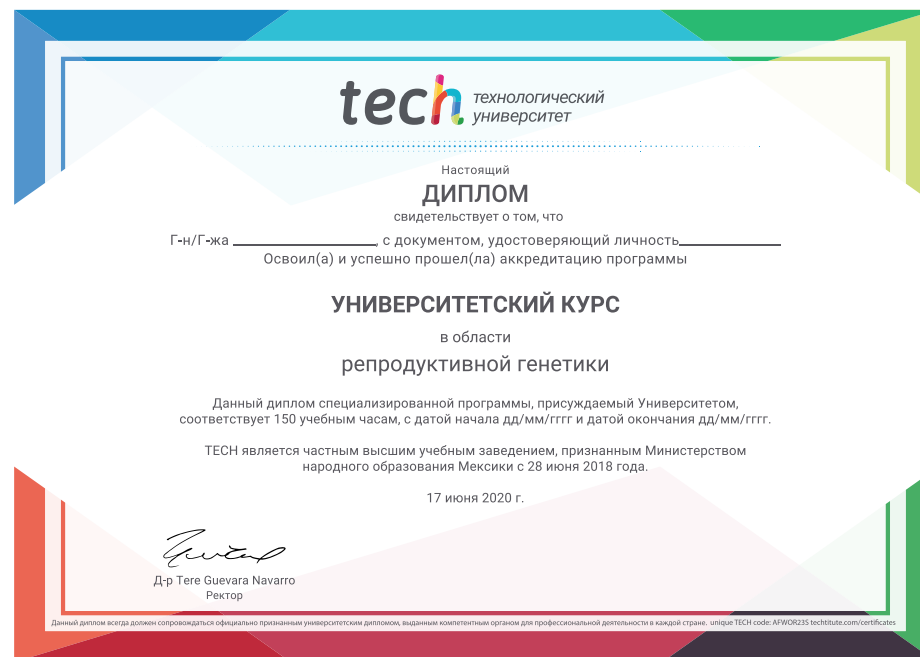 tech технологический
университет
Настоящий
ДИПЛОМ
свидетельствует о том, что
Г-н/Г-жа ____________________, с документом, удостоверяющий личность______________
Освоил(а) и успешно прошел(ла) аккредитацию программы
УНИВЕРСИТЕТСКИЙ КУРС
в области
репродуктивной генетики
Данный диплом специализированной программы, присуждаемый Университетом,
соответствует 150 учебным часам, с датой начала дд/мм/гггг и датой окончания дд/мм/гггг.
TECH является частным высшим учебным заведением, признанным Министерством
народного образования Мексики с 28 июня 2018 года.
17 июня 2020 г.
Д-р Tere Guevara Navarro
Ректор
Данный диплом всегда должен сопровождаться официально признанным университетским дипломом, выданным компетентным органом для профессиональной деятельности в каждой стране. unique TECH code: AFWOR23S techtitute.com/certificates